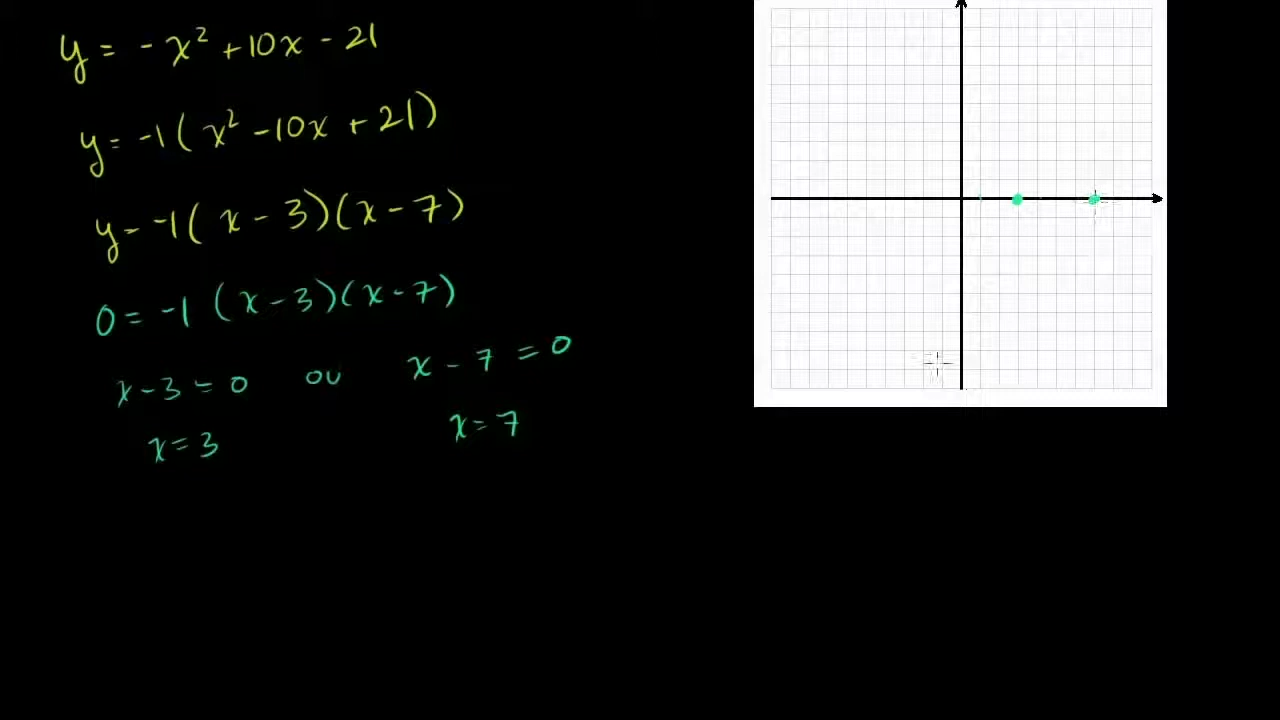 y = -x² + 10x - 21
y = -1(x² - 10x + 21)
y = -1(x - 3)(x - 7)
0 = -1 (x - 3)(x - 7)
x - 3 = 0 ou x - 7 = 0
x = 3 x = 7